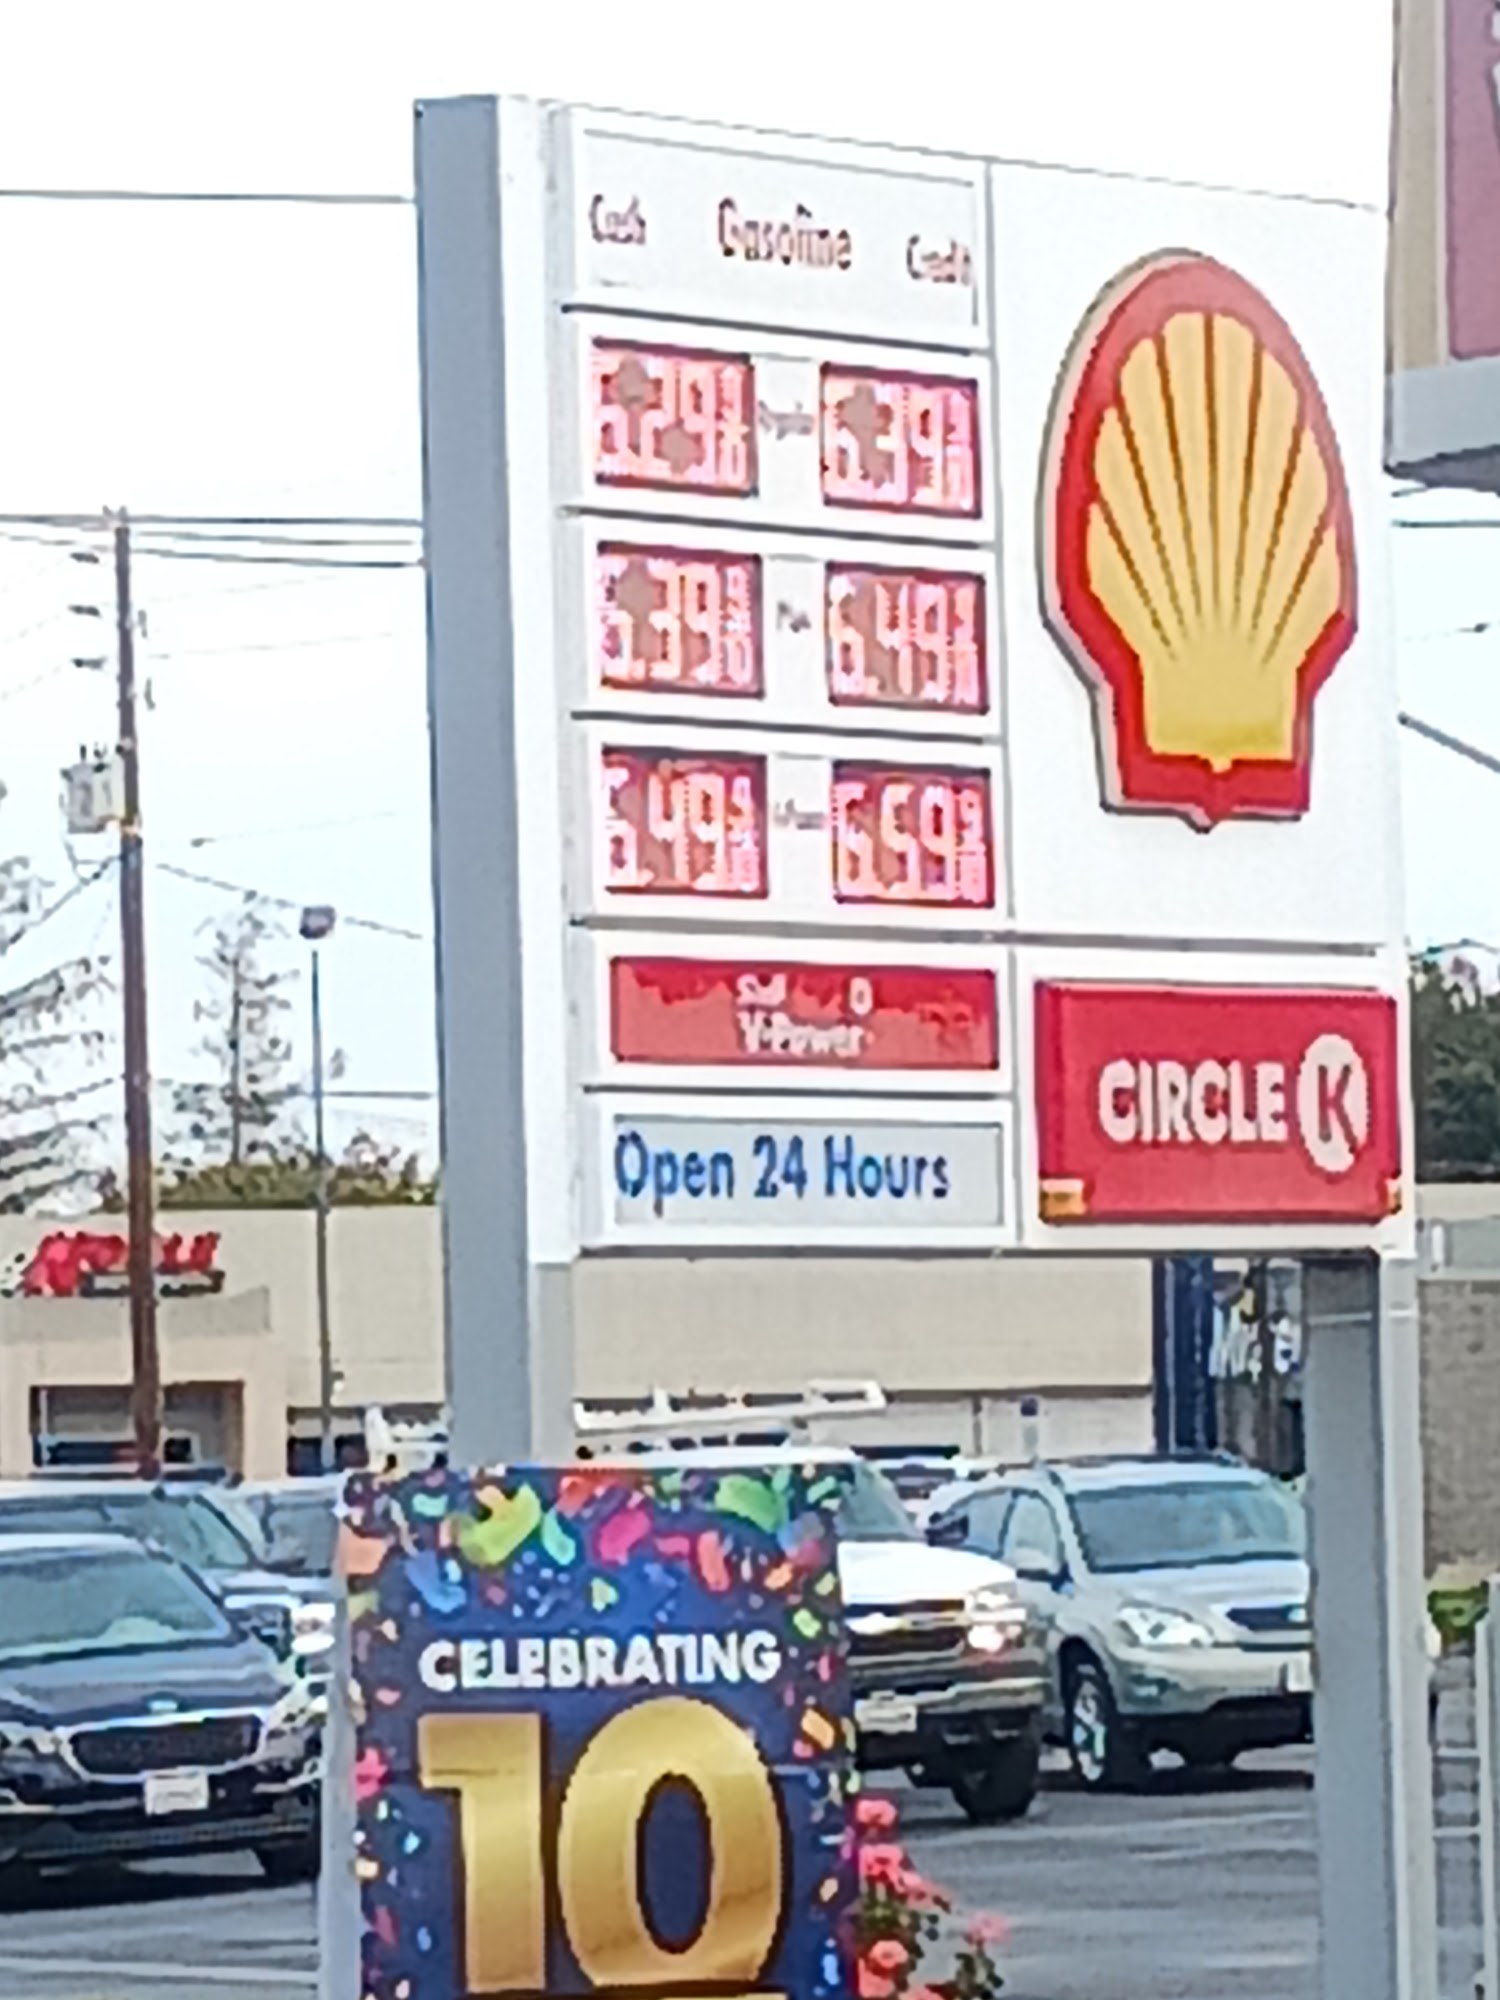 Cash Gasoline Credit
6.29 6.39
6.39 Plus 6.49
6.49 6.59
V-Power
Open 24 Hours
CIRCLE K
CELEBRATING
10